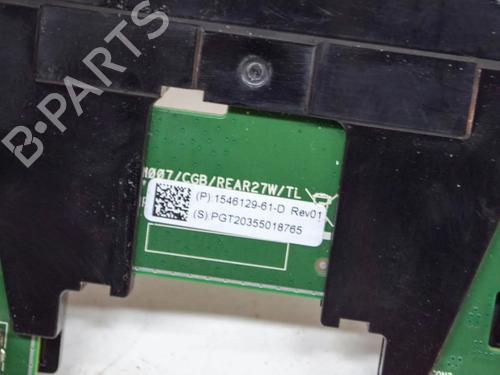 B-PARTS
M007/CGB/REAR27W/TL
(P):1546129-61-D Rev01
(S):PGT20355018765